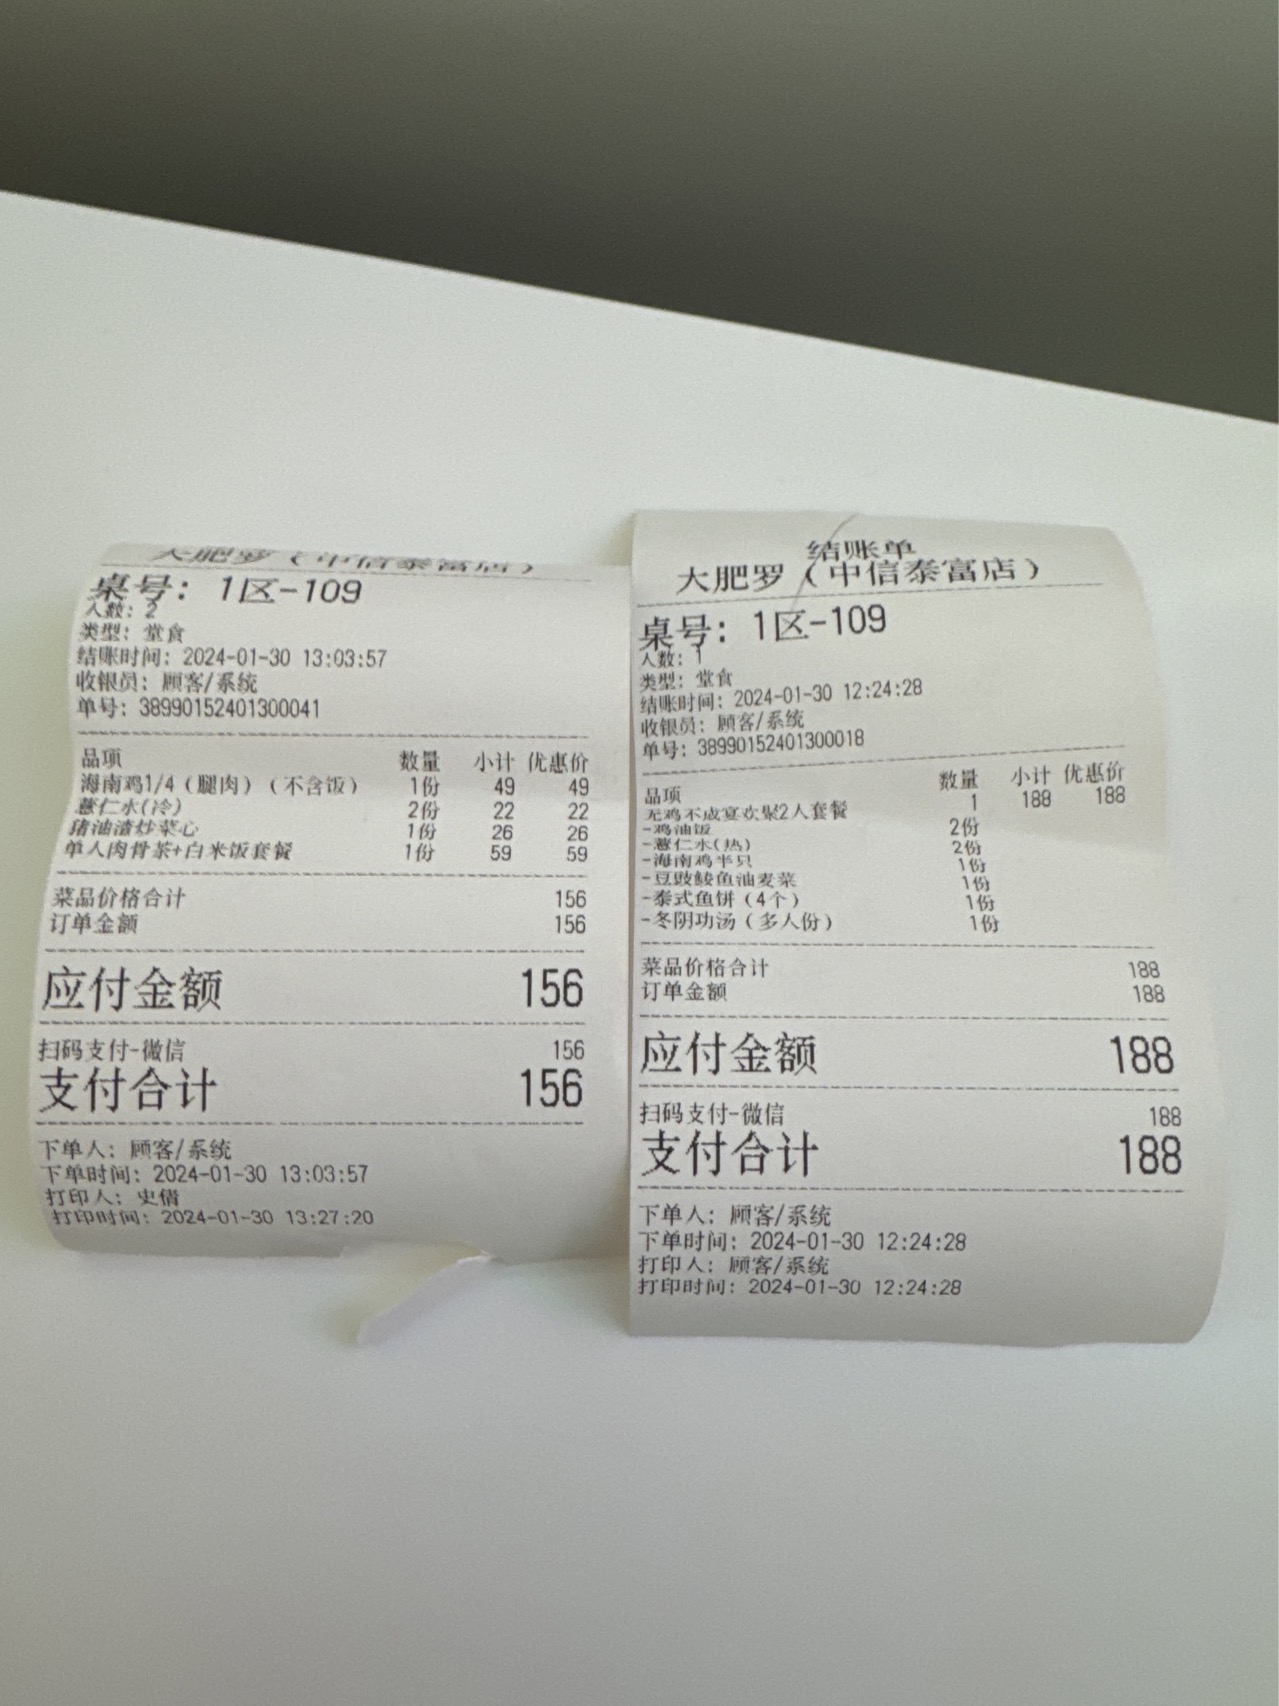 大肥罗（中信泰富店）
桌号：1区-109
人数：2
类型：堂食
结账时间：2024-01-30 13:03:57
收银员：顾客/系统
单号：38990152401300041
品项 数量 小计 优惠价
海南鸡1/4（腿肉）（不含饭） 1份 49 49
薏仁水(冷) 2份 22 22
猪油渣炒菜心 1份 26 26
单人肉骨茶+白米饭套餐 1份 59 59
菜品价格合计 156
订单金额 156
应付金额 156
扫码支付-微信 156
支付合计 156
下单人：顾客/系统
下单时间：2024-01-30 13:03:57
打印人：史倩
打印时间：2024-01-30 13:27:20
结账单
大肥罗（中信泰富店）
桌号：1区-109
人数：1
类型：堂食
结账时间：2024-01-30 12:24:28
收银员：顾客/系统
单号：38990152401300018
品项 数量 小计 优惠价
无鸡不成宴欢聚2人套餐 1 188 188
-鸡油饭 2份
-薏仁水(热) 2份
-海南鸡半只 1份
-豆豉鲮鱼油麦菜 1份
-泰式鱼饼（4个） 1份
-冬阴功汤（多人份） 1份
菜品价格合计 188
订单金额 188
应付金额 188
扫码支付-微信 188
支付合计 188
下单人：顾客/系统
下单时间：2024-01-30 12:24:28
打印人：顾客/系统
打印时间：2024-01-30 12:24:28